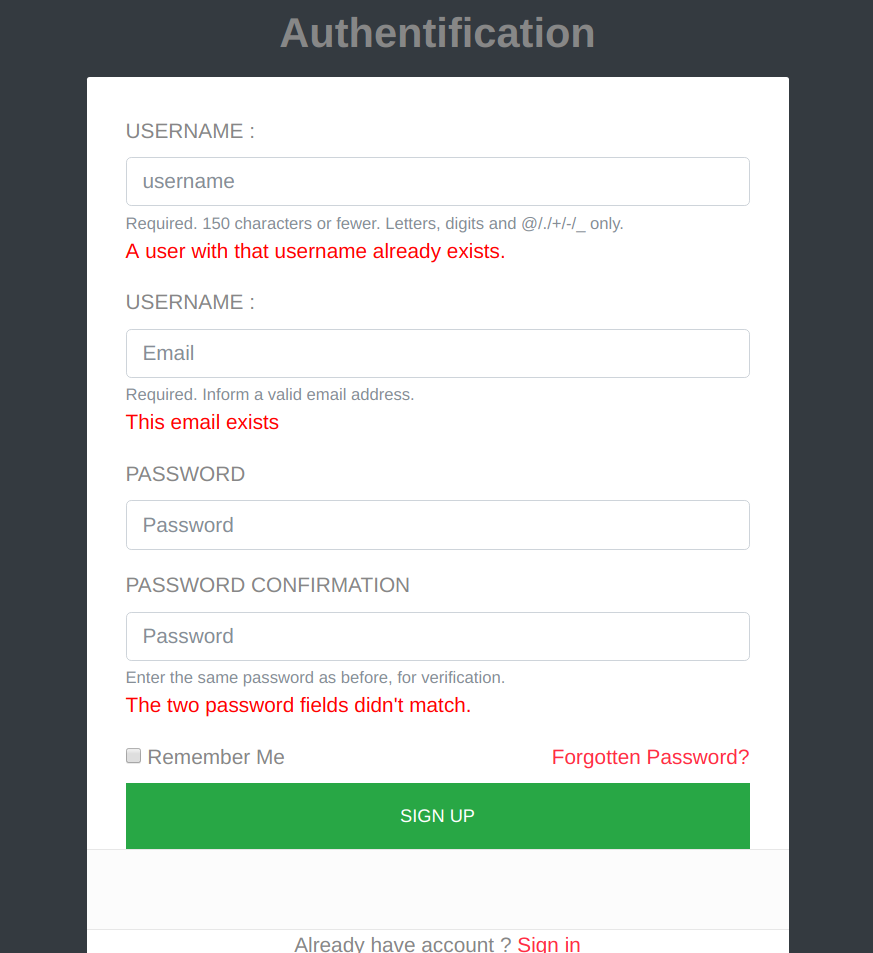 Authentification
USERNAME :
username
Required. 150 characters or fewer. Letters, digits and @/./+/-/_ only.
A user with that username already exists.
USERNAME :
Email
Required. Inform a valid email address.
This email exists
PASSWORD
Password
PASSWORD CONFIRMATION
Password
Enter the same password as before, for verification.
The two password fields didn't match.
Remember Me Forgotten Password?
SIGN UP
Already have account ? Sign in